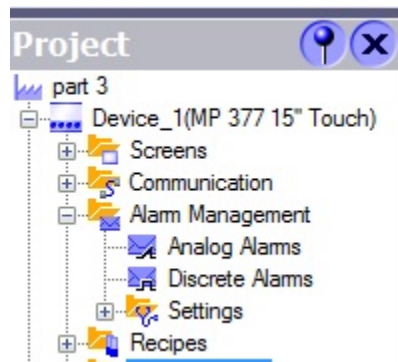 Project
part 3
Device_1(MP 377 15" Touch)
Screens
Communication
Alarm Management
Analog Alarms
Discrete Alarms
Settings
Recipes